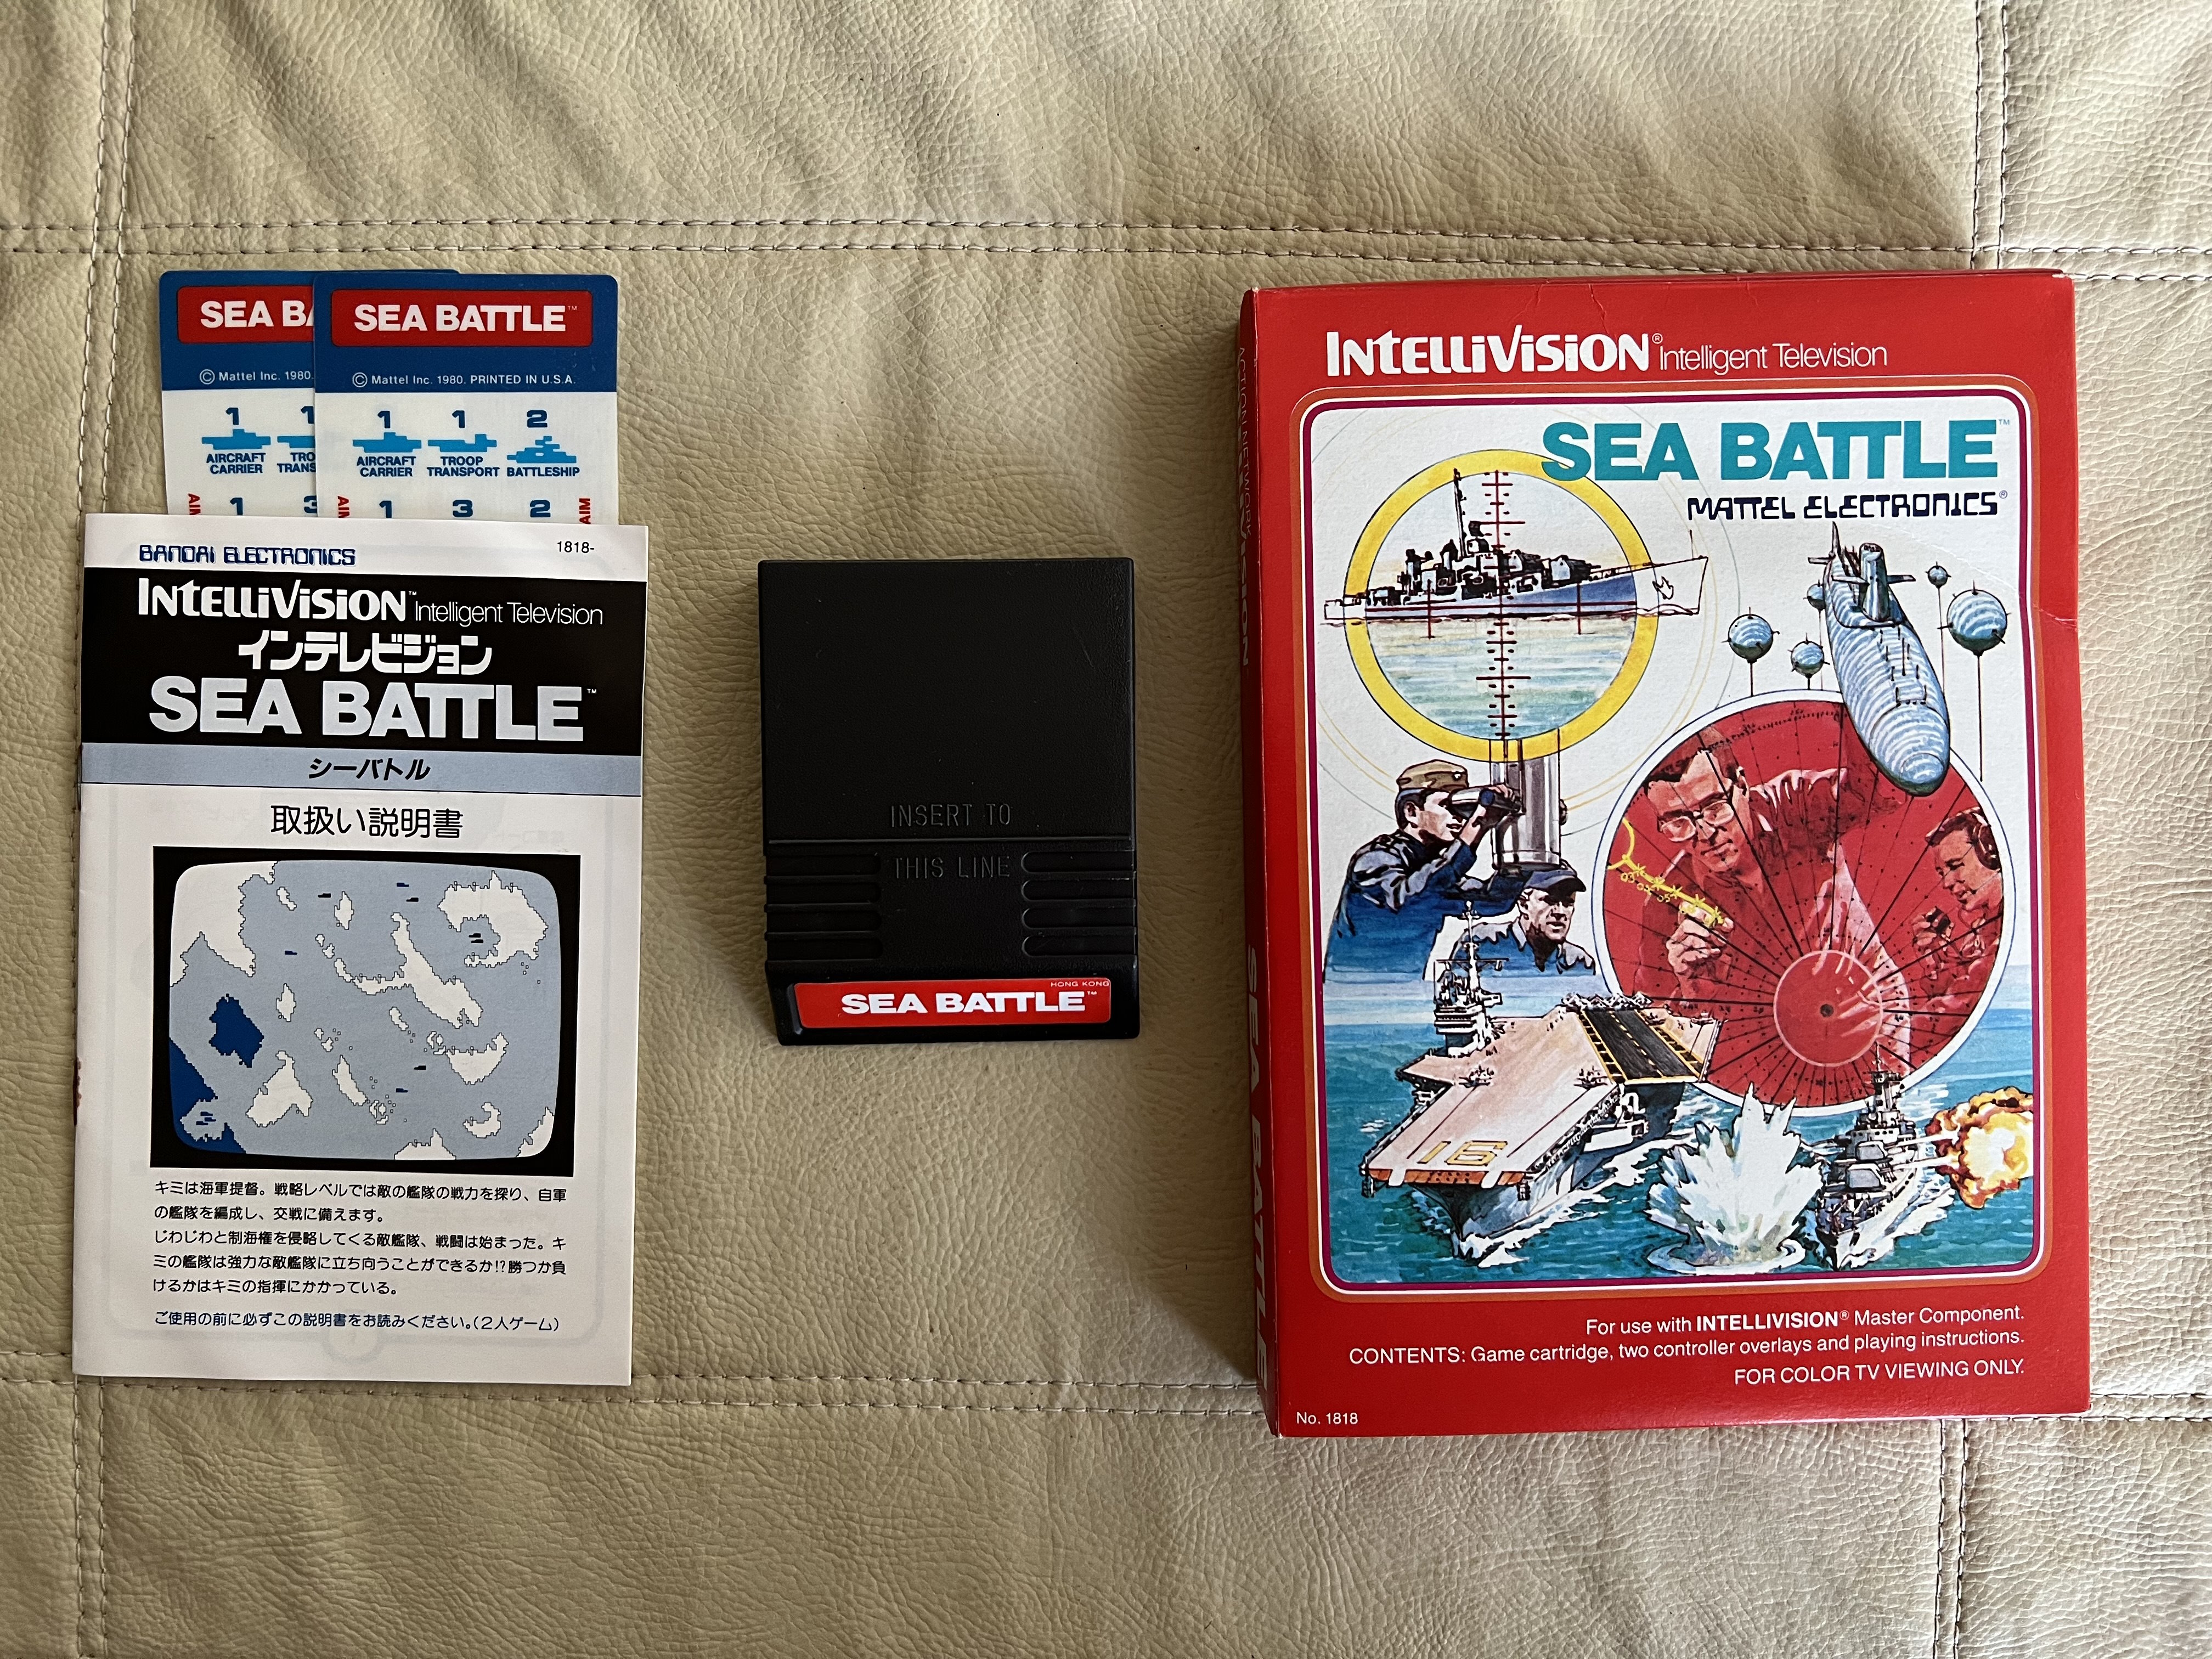 SEA BA
© Mattel Inc. 1980.
1 1
AIRCRAFT
CARRIER
TRO
TRANS
1 3
SEA BATTLE™
© Mattel Inc. 1980. PRINTED IN U.S.A.
1 1 2
AIRCRAFT
CARRIER
TROOP
TRANSPORT
BATTLESHIP
1 3 2
BANDAI ELECTRONICS
1818-
INTELLIVISION™ Intelligent Television
インテレビジョン
SEA BATTLE™
シーバトル
取扱い説明書
キミは海軍提督。戦略レベルでは敵の艦隊の戦力を探り、自軍
の艦隊を編成し、交戦に備えます。
じわじわと制海権を侵略してくる敵艦隊、戦闘は始まった。キ
ミの艦隊は強力な敵艦隊に立ち向うことができるか!?勝つか負
けるかはキミの指揮にかかっている。
ご使用の前に必ずこの説明書をお読みください。(2人ゲーム)
INSERT TO
THIS LINE
HONG KONG
SEA BATTLE™
INTELLIVISION® Intelligent Television
SEA BATTLE™
MATTEL ELECTRONICS®
16
For use with INTELLIVISION® Master Component.
CONTENTS: Game cartridge, two controller overlays and playing instructions.
FOR COLOR TV VIEWING ONLY.
No. 1818
SEA BATTLE